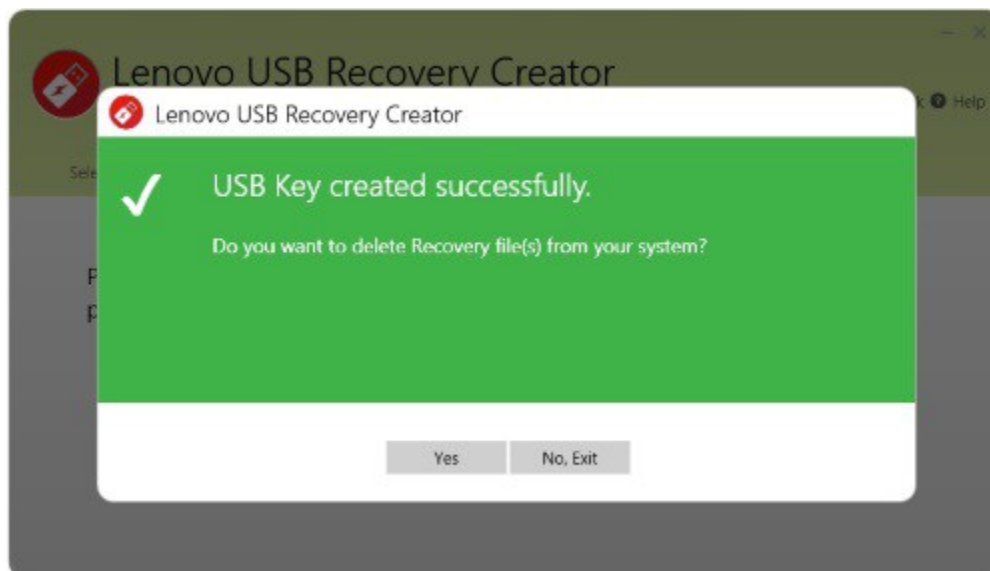 Lenovo USB Recovery Creator
Help
Lenovo USB Recovery Creator
USB Key created successfully.
Do you want to delete Recovery file(s) from your system?
Yes
No, Exit